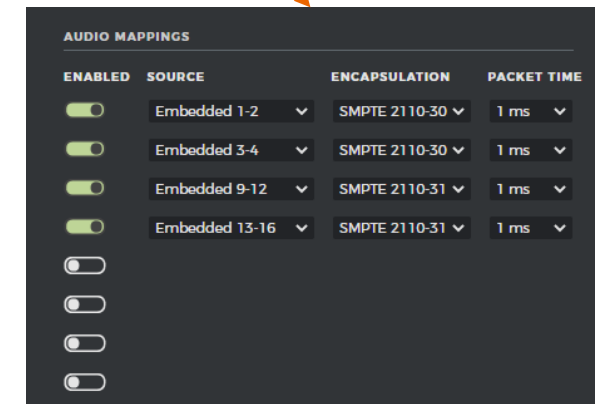 AUDIO MAPPINGS
ENABLED SOURCE ENCAPSULATION PACKET TIME
Embedded 1-2 SMPTE 2110-30 1 ms
Embedded 3-4 SMPTE 2110-30 1 ms
Embedded 9-12 SMPTE 2110-31 1 ms
Embedded 13-16 SMPTE 2110-31 1 ms